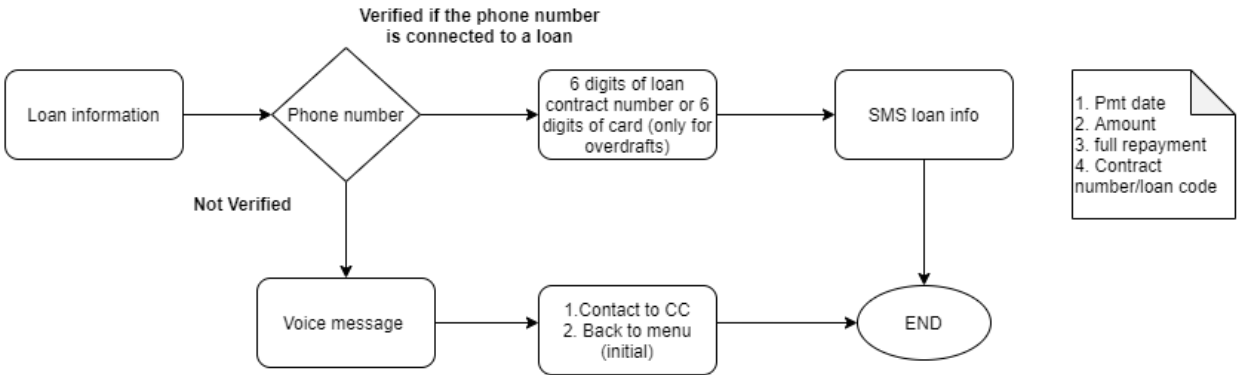 Verified if the phone number
is connected to a loan
Loan information
Phone number
6 digits of loan
contract number or 6
digits of card (only for
overdrafts)
SMS loan info
1. Pmt date
2. Amount
3. full repayment
4. Contract
number/loan code
Not Verified
Voice message
1.Contact to CC
2. Back to menu
(initial)
END